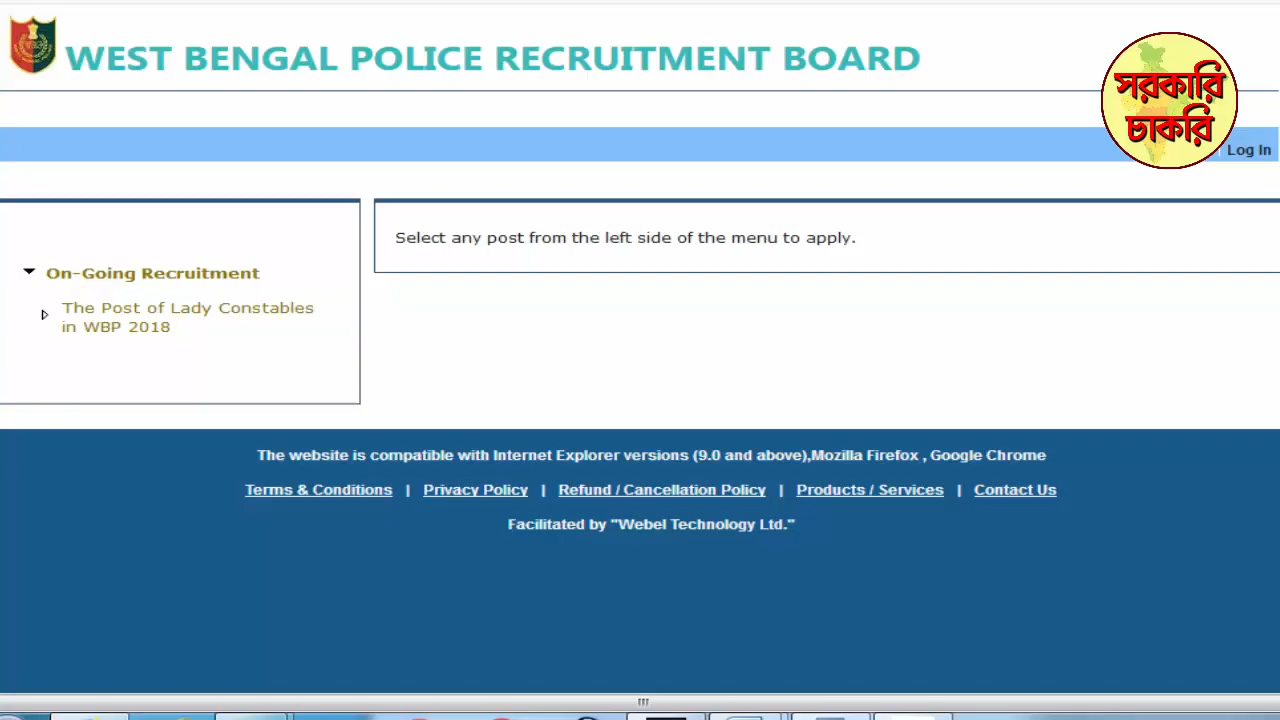 WEST BENGAL POLICE RECRUITMENT BOARD
সরকারি
চাকরি
Log In
Select any post from the left side of the menu to apply.
On-Going Recruitment
The Post of Lady Constables
in WBP 2018
The website is compatible with Internet Explorer versions (9.0 and above),Mozilla Firefox , Google Chrome
Terms & Conditions | Privacy Policy | Refund / Cancellation Policy | Products / Services | Contact Us
Facilitated by "Webel Technology Ltd."